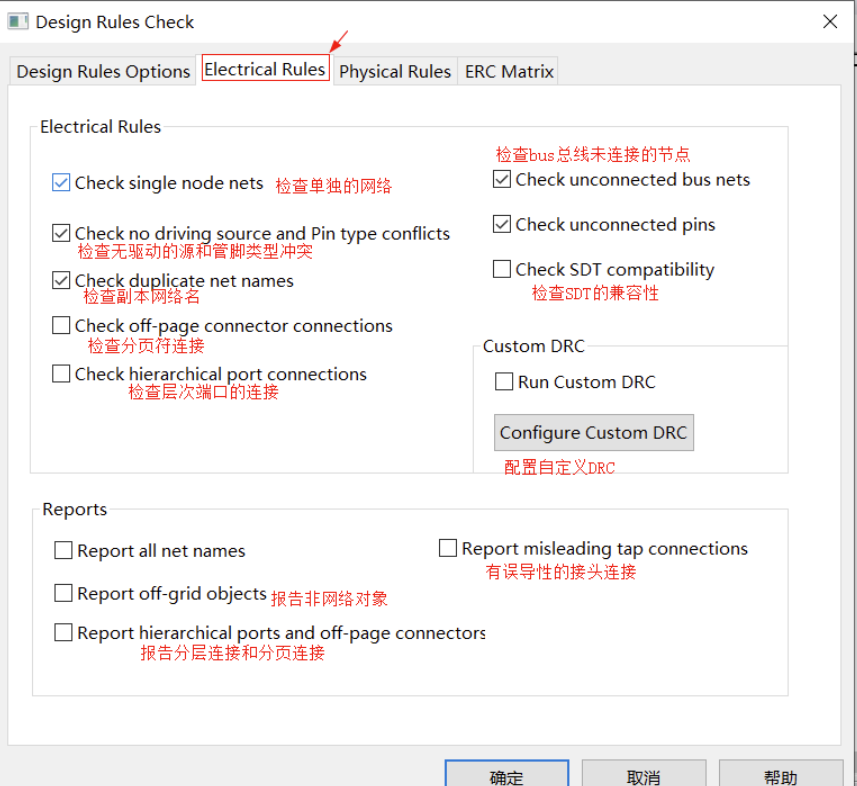 Design Rules Check
Design Rules Options Electrical Rules Physical Rules ERC Matrix
Electrical Rules
Check single node nets 检查单独的网络
Check no driving source and Pin type conflicts
检查无驱动的源和管脚类型冲突
Check duplicate net names
检查副本网络名
Check off-page connector connections
检查分页符连接
Check hierarchical port connections
检查层次端口的连接
检查bus总线未连接的节点
Check unconnected bus nets
Check unconnected pins
Check SDT compatibility
检查SDT的兼容性
Custom DRC
Run Custom DRC
Configure Custom DRC
配置自定义DRC
Reports
Report all net names
Report off-grid objects 报告非网络对象
Report hierarchical ports and off-page connectors
报告分层连接和分页连接
Report misleading tap connections
有误导性的接头连接
确定 取消 帮助